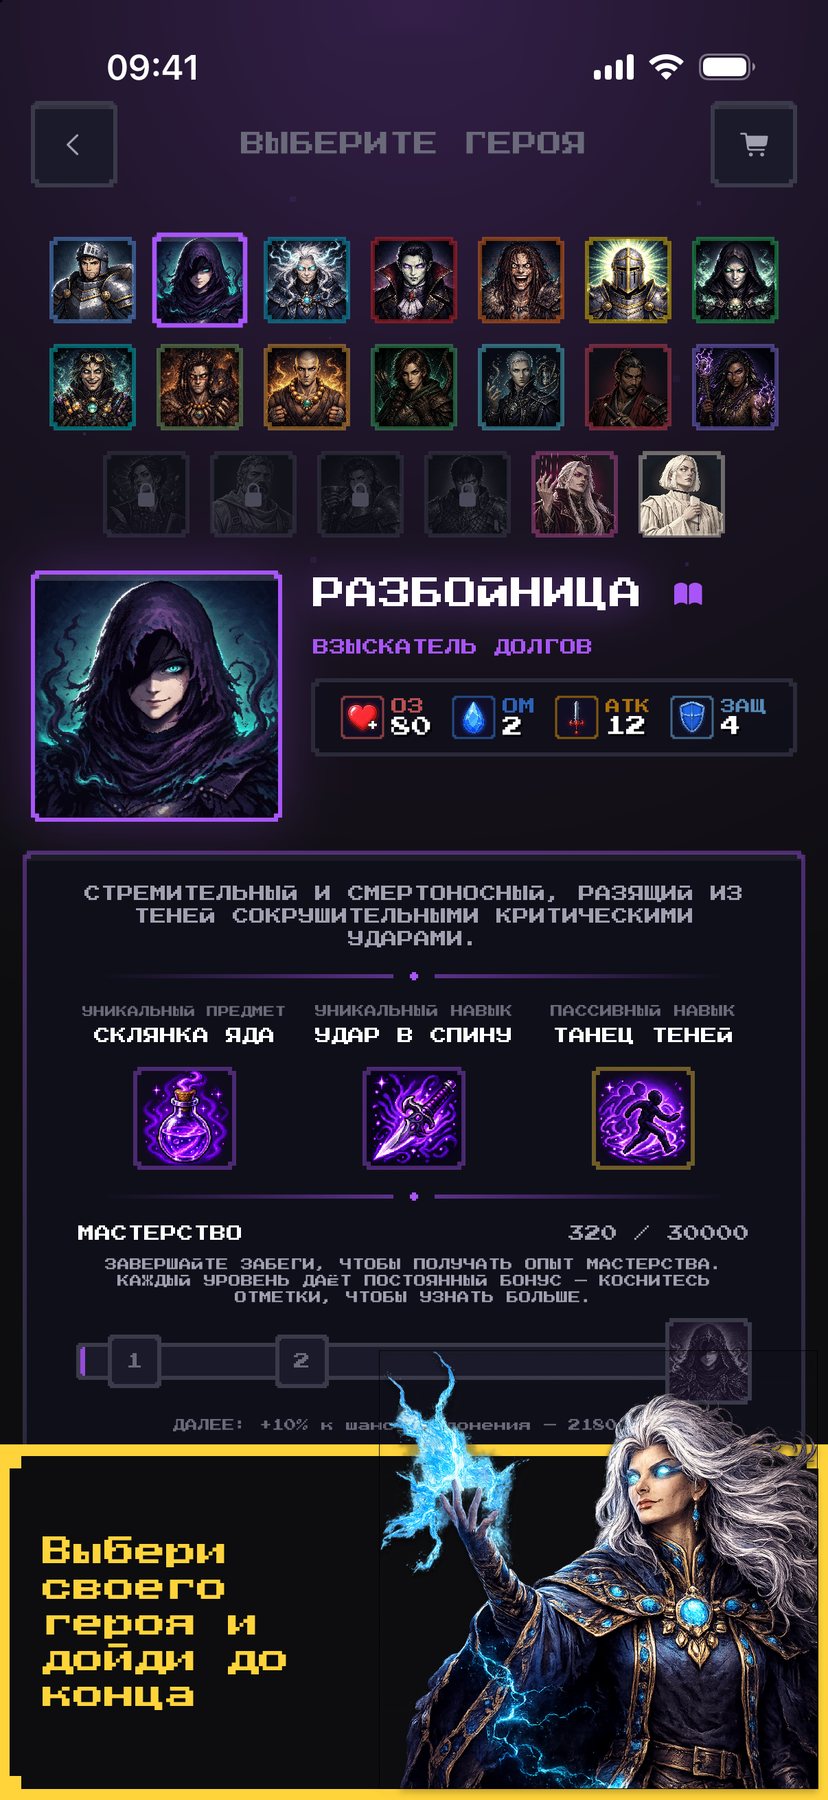 09:41
ВЫБЕРИТЕ ГЕРОЯ
РАЗБОЙНИЦА
ВЗЫСКАТЕЛЬ ДОЛГОВ
ОЗ 80
ОМ 2
АТК 12
ЗАЩ 4
СТРЕМИТЕЛЬНЫЙ И СМЕРТОНОСНЫЙ, РАЗЯЩИЙ ИЗ
ТЕНЕЙ СОКРУШИТЕЛЬНЫМИ КРИТИЧЕСКИМИ
УДАРАМИ.
УНИКАЛЬНЫЙ ПРЕДМЕТ
СКЛЯНКА ЯДА
УНИКАЛЬНЫЙ НАВЫК
УДАР В СПИНУ
ПАССИВНЫЙ НАВЫК
ТАНЕЦ ТЕНЕЙ
МАСТЕРСТВО 320 / 30000
ЗАВЕРШАЙТЕ ЗАБЕГИ, ЧТОБЫ ПОЛУЧАТЬ ОПЫТ МАСТЕРСТВА.
КАЖДЫЙ УРОВЕНЬ ДАЁТ ПОСТОЯННЫЙ БОНУС — КОСНИТЕСЬ
ОТМЕТКИ, ЧТОБЫ УЗНАТЬ БОЛЬШЕ.
1 2
ДАЛЕЕ: +10% к — 2180
Выбери
своего
героя и
дойди до
конца